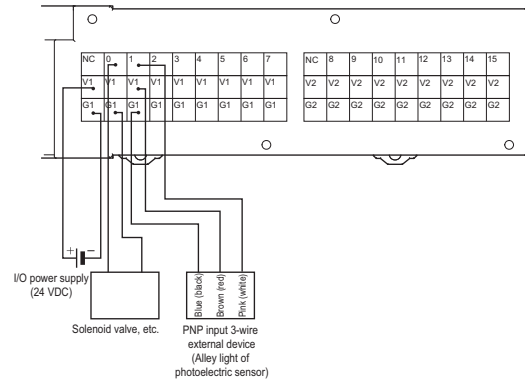 NC 0 1 2 3 4 5 6 7 NC 8 9 10 11 12 13 14 15
V1 V1 V1 V1 V1 V1 V1 V1 V1 V2 V2 V2 V2 V2 V2 V2 V2 V2
G1 G1 G1 G1 G1 G1 G1 G1 G1 G2 G2 G2 G2 G2 G2 G2 G2 G2
+ −
I/O power supply
(24 VDC)
Solenoid valve, etc.
Blue (black)
Brown (red)
Pink (white)
PNP input 3-wire
external device
(Alley light of
photoelectric sensor)